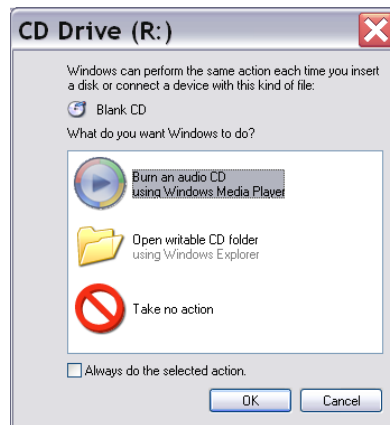 CD Drive (R:)
Windows can perform the same action each time you insert
a disk or connect a device with this kind of file:
Blank CD
What do you want Windows to do?
Burn an audio CD
using Windows Media Player
Open writable CD folder
using Windows Explorer
Take no action
Always do the selected action.
OK
Cancel